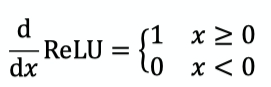 d/dx ReLU = {1 x ≥ 0
0 x < 0